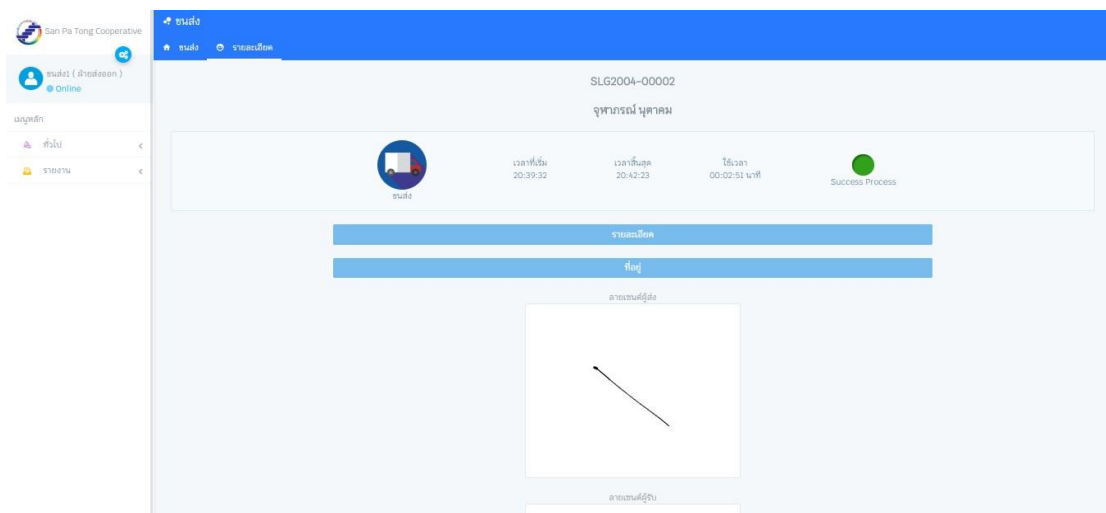 San Pa Tong Cooperative
ขนส่ง1 ( ฝ่ายส่งออก )
Online
เมนูหลัก
ทั่วไป
รายงาน
ขนส่ง
ขนส่ง รายละเอียด
SLG2004-00002
จุฬาภรณ์ นุตาคม
เวลาที่เริ่ม เวลาสิ้นสุด ใช้เวลา
20:39:32 20:42:23 00:02:51 นาที
Success Process
ขนส่ง
รายละเอียด
ที่อยู่
ลายเซนต์ผู้ส่ง
ลายเซนต์ผู้รับ